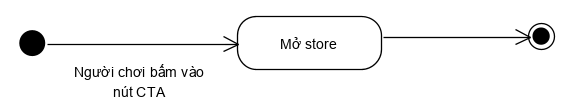 Mở store
Người chơi bấm vào
nút CTA